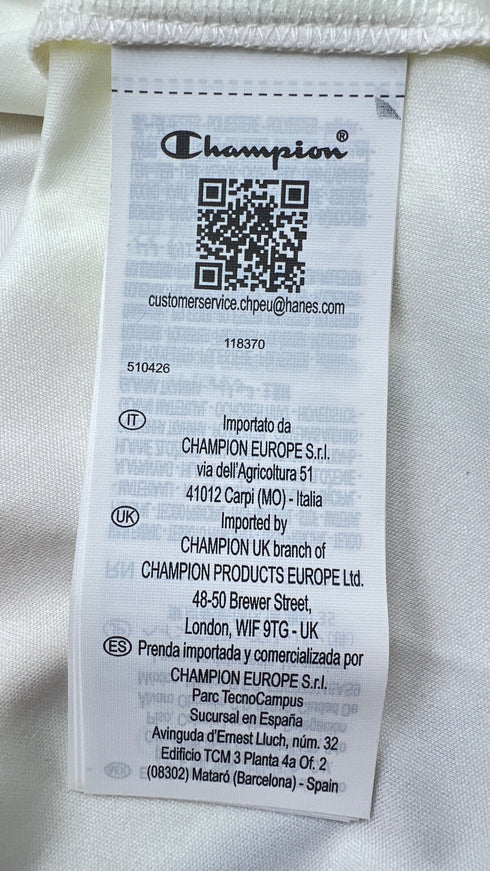 Champion®
customerservice.chpeu@hanes.com
118370
510426
IT Importato da
CHAMPION EUROPE S.r.l.
via dell'Agricoltura 51
41012 Carpi (MO) - Italia
UK Imported by
CHAMPION UK branch of
CHAMPION PRODUCTS EUROPE Ltd.
48-50 Brewer Street,
London, WIF 9TG - UK
ES Prenda importada y comercializada por
CHAMPION EUROPE S.r.l.
Parc TecnoCampus
Sucursal en España
Avinguda d'Ernest Lluch, núm. 32
Edificio TCM 3 Planta 4a Of. 2
(08302) Mataró (Barcelona) - Spain